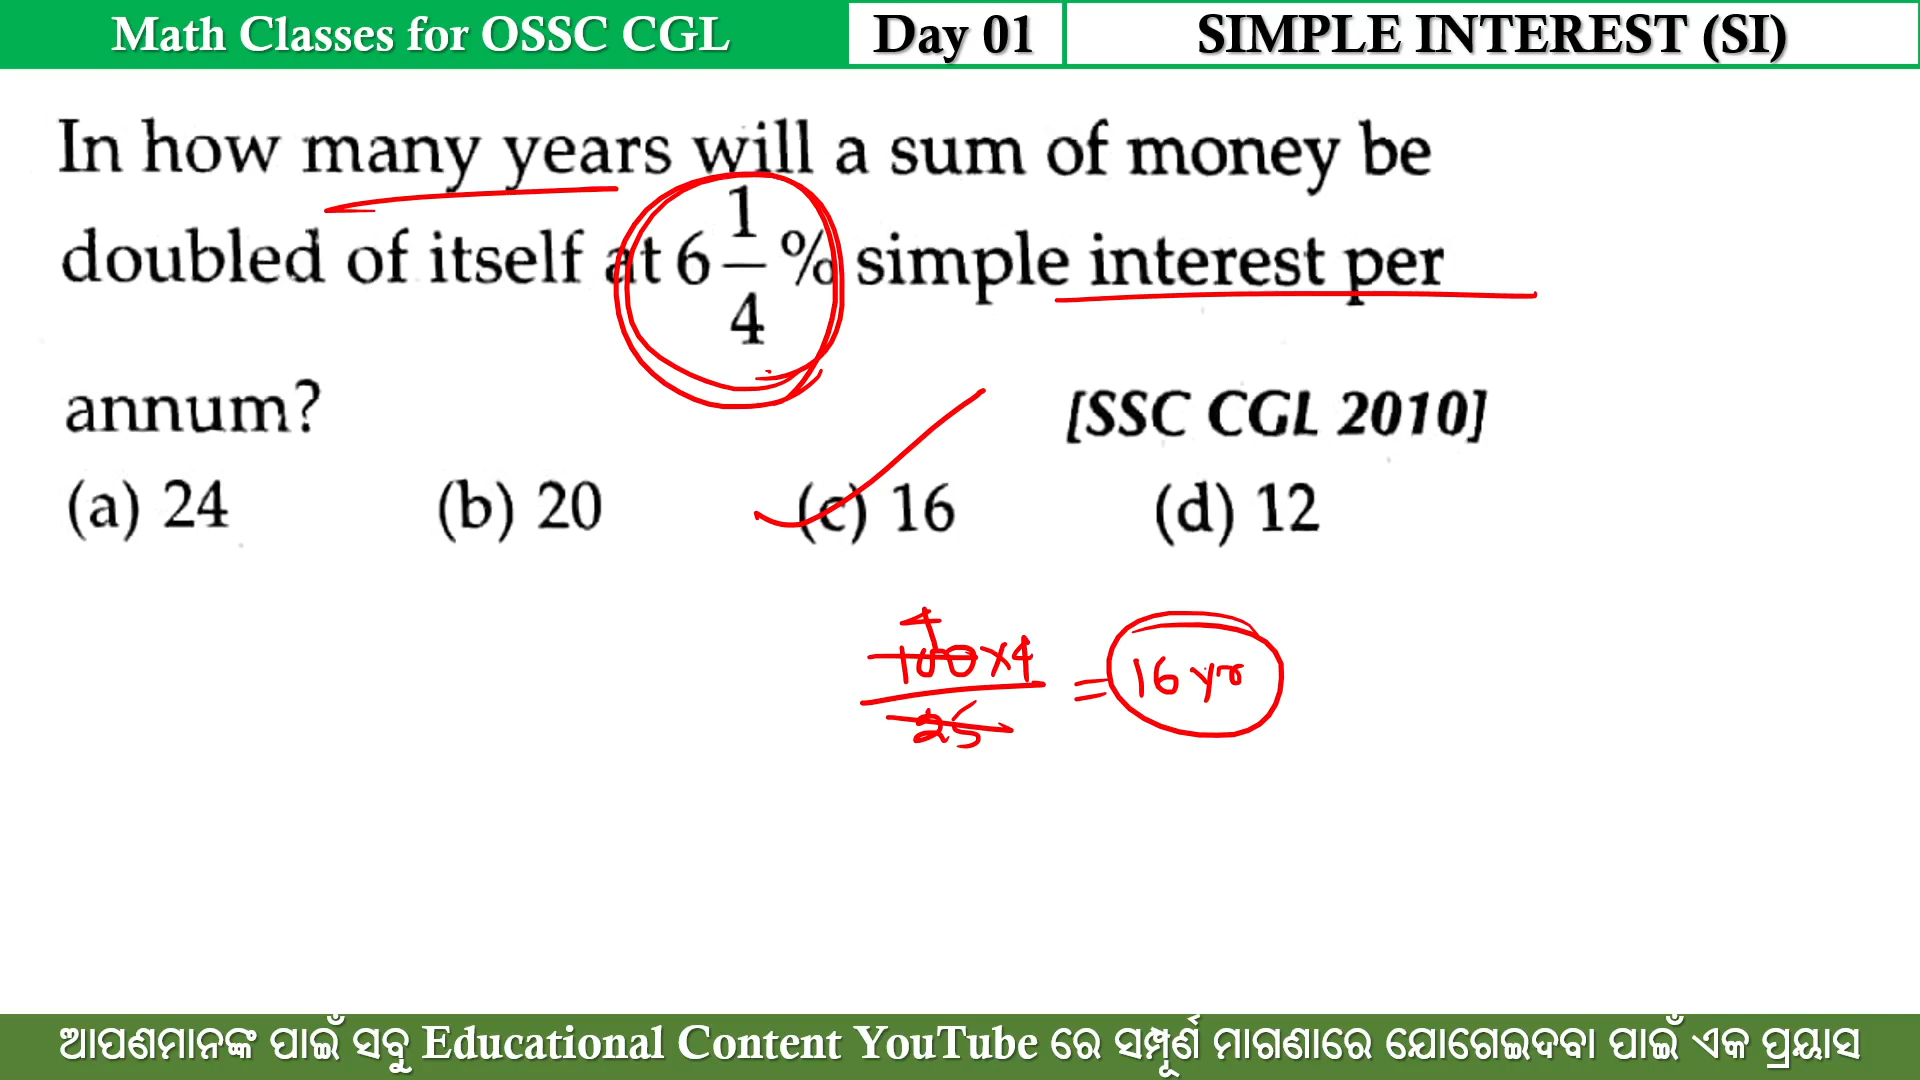 Math Classes for OSSC CGL
Day 01
SIMPLE INTEREST (SI)
In how many years will a sum of money be
doubled of itself at 6 1/4 % simple interest per
annum? [SSC CGL 2010]
(a) 24 (b) 20 (c) 16 (d) 12
4
100 x 4
25
= 16 yr
ଆପଣମାନଙ୍କ ପାଇଁ ସବୁ Educational Content YouTube ରେ ସମ୍ପୂର୍ଣ ମାଗଣାରେ ଯୋଗେଇଦବା ପାଇଁ ଏକ ପ୍ରୟାସ